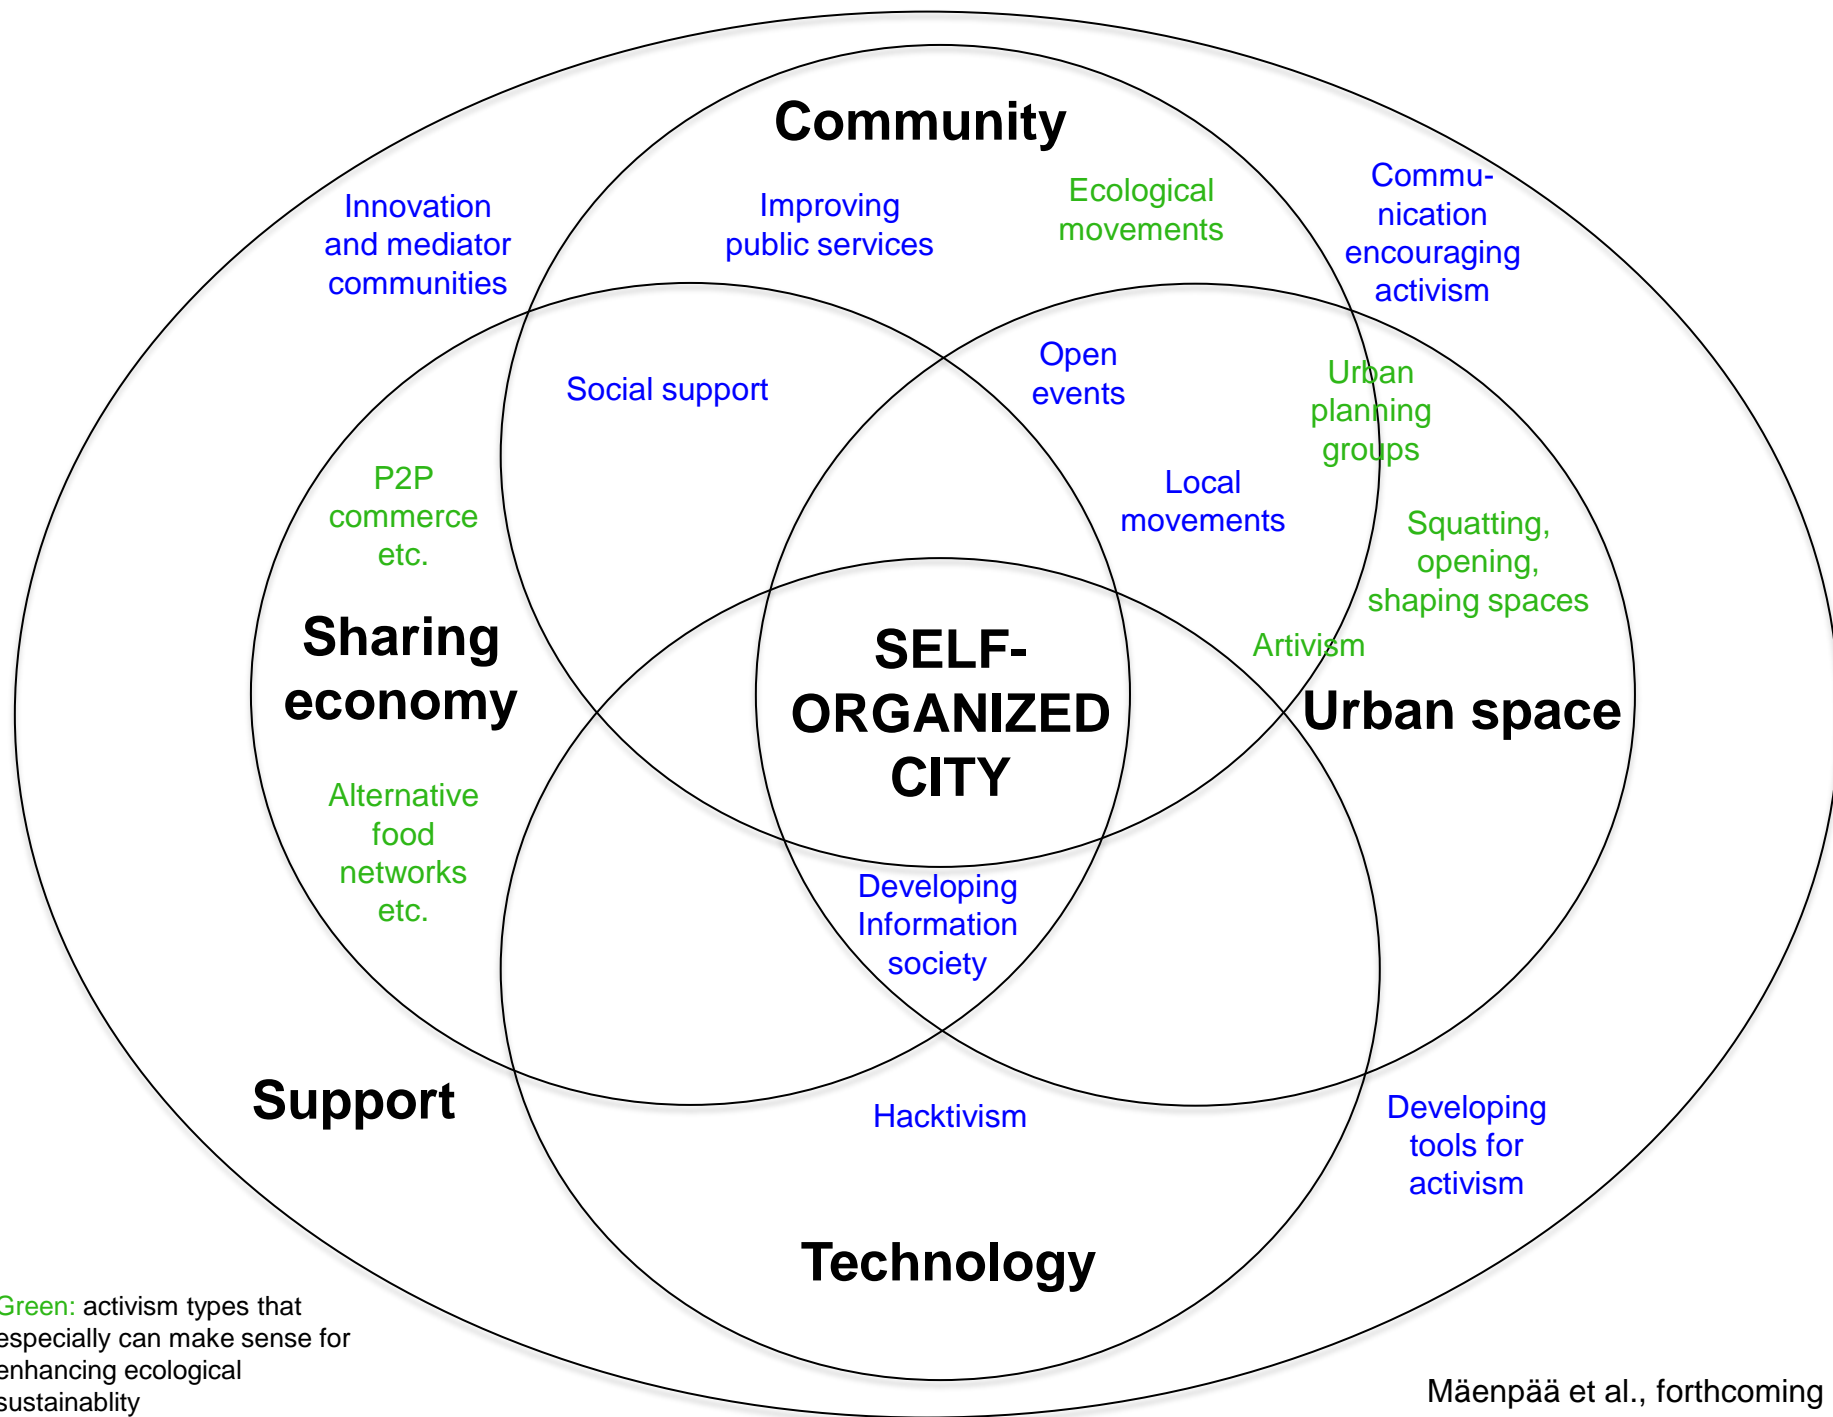 Community
Innovation
and mediator
communities
Improving
public services
Ecological
movements
Commu-
nication
encouraging
activism
Social support
Open
events
Urban
planning
groups
P2P
commerce
etc.
Local
movements
Squatting,
opening,
shaping spaces
Artivism
Sharing
economy
SELF-
ORGANIZED
CITY
Urban space
Alternative
food
networks
etc.
Developing
Information
society
Support
Hacktivism
Developing
tools for
activism
Technology
Green: activism types that
especially can make sense for
enhancing ecological
sustainablity
Mäenpää et al., forthcoming